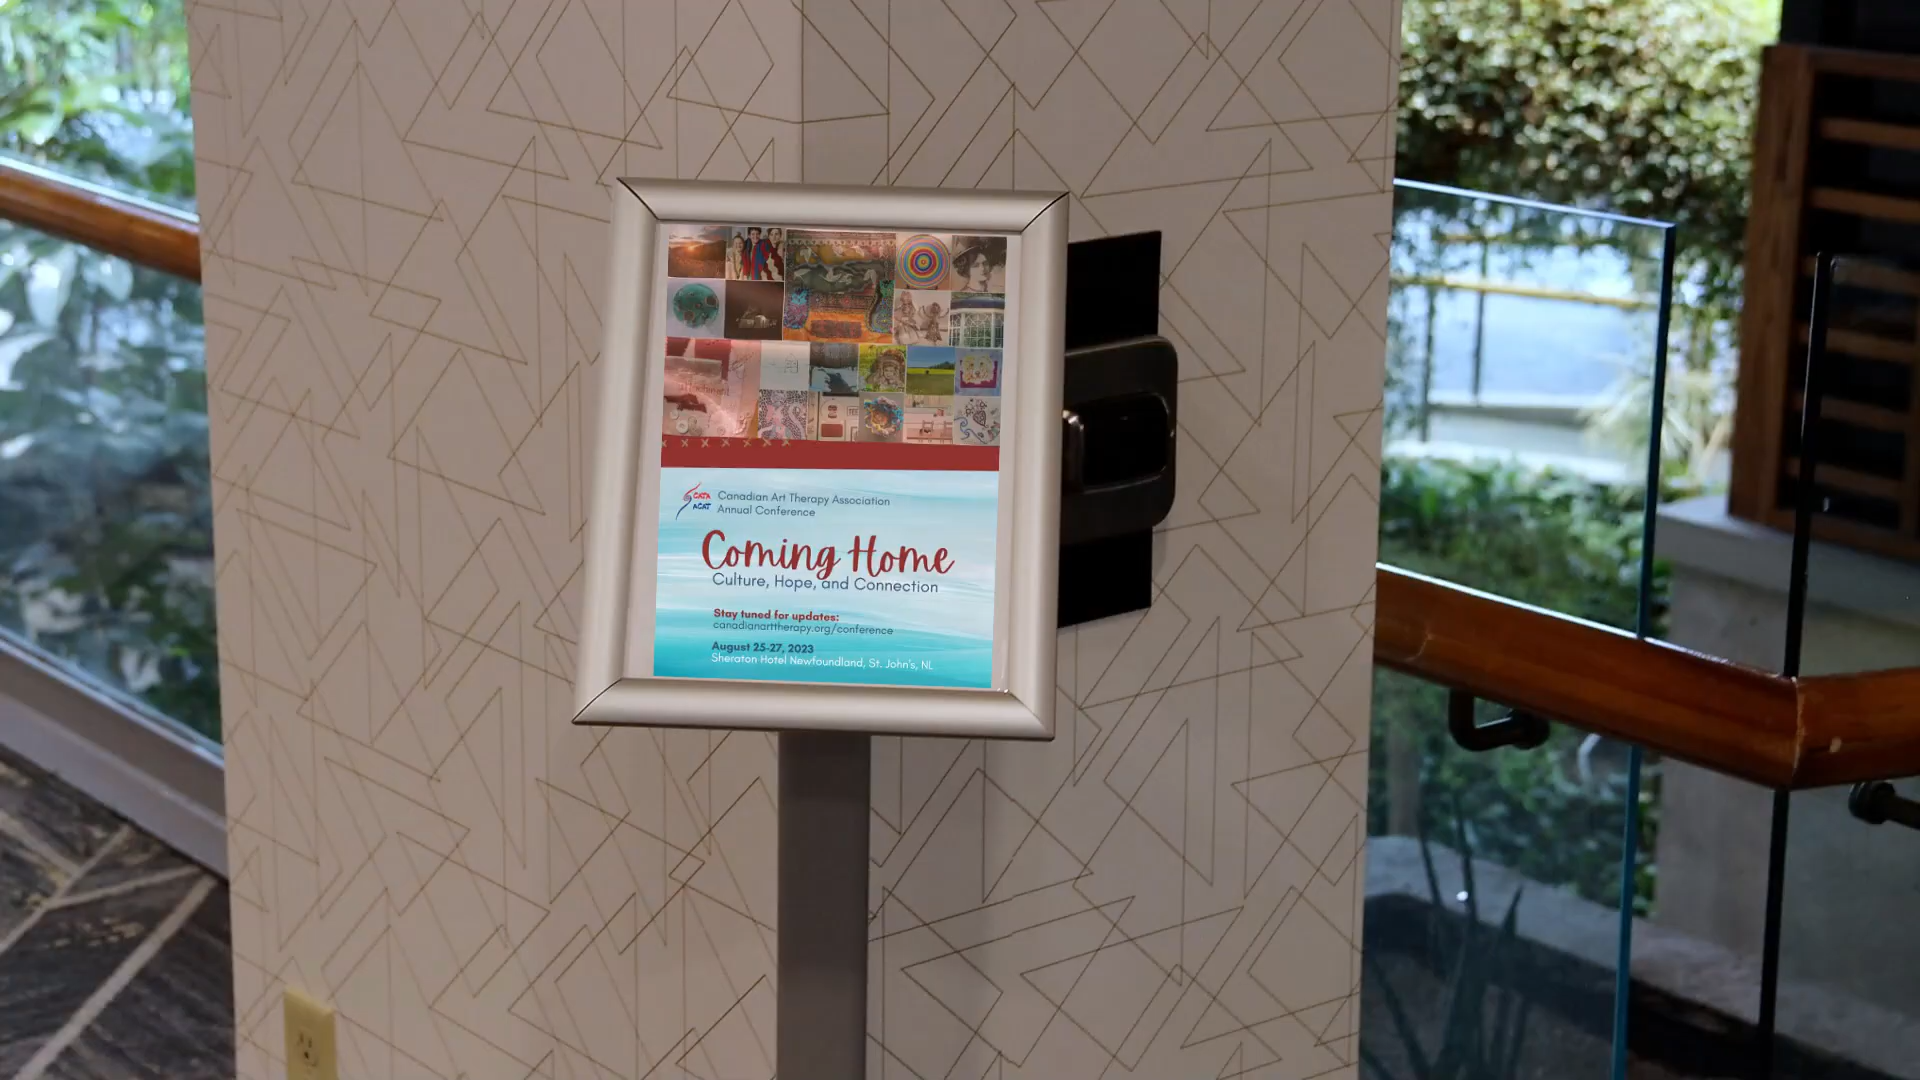 CATA
ACAT
Canadian Art Therapy Association
Annual Conference
Coming Home
Culture, Hope, and Connection
Stay tuned for updates:
canadianarttherapy.org/conference
August 25-27, 2023
Sheraton Hotel Newfoundland, St. John's, NL